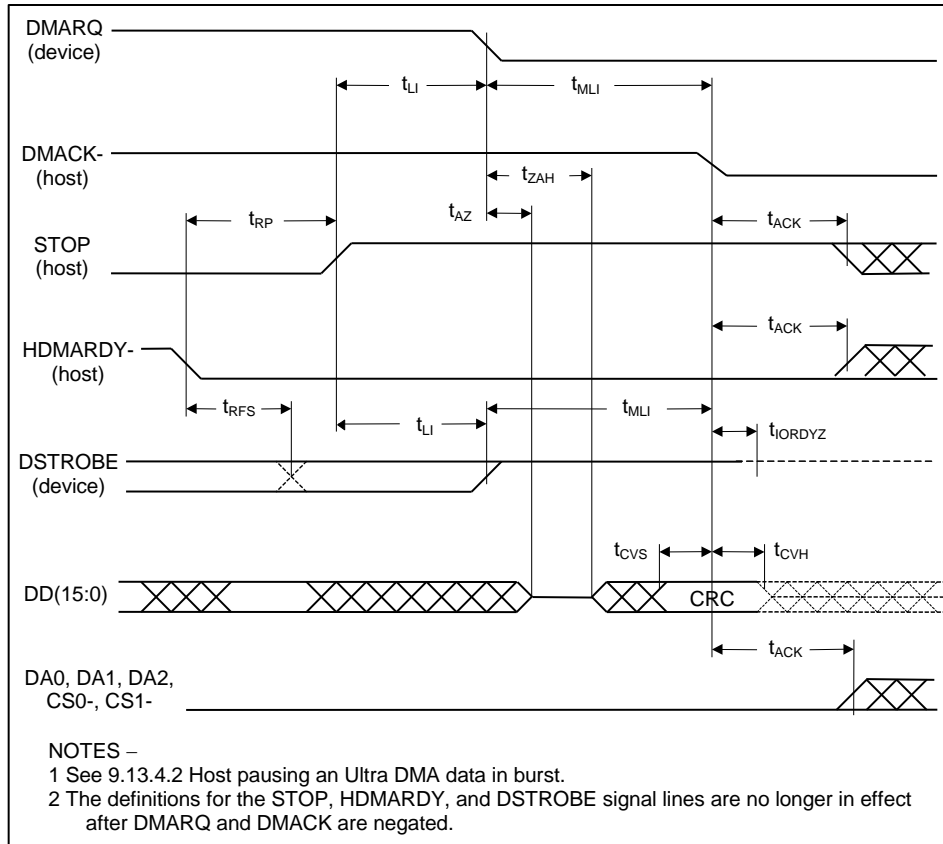 DMARQ
(device)
tLI
tMLI
DMACK-
(host)
tZAH
tAZ
tRP
tACK
STOP
(host)
tACK
HDMARDY-
(host)
tRFS
tLI
tMLI
tIORDYZ
DSTROBE
(device)
tCVS
tCVH
DD(15:0)
CRC
tACK
DA0, DA1, DA2,
CS0-, CS1-
NOTES –
1 See 9.13.4.2 Host pausing an Ultra DMA data in burst.
2 The definitions for the STOP, HDMARDY, and DSTROBE signal lines are no longer in effect
after DMARQ and DMACK are negated.